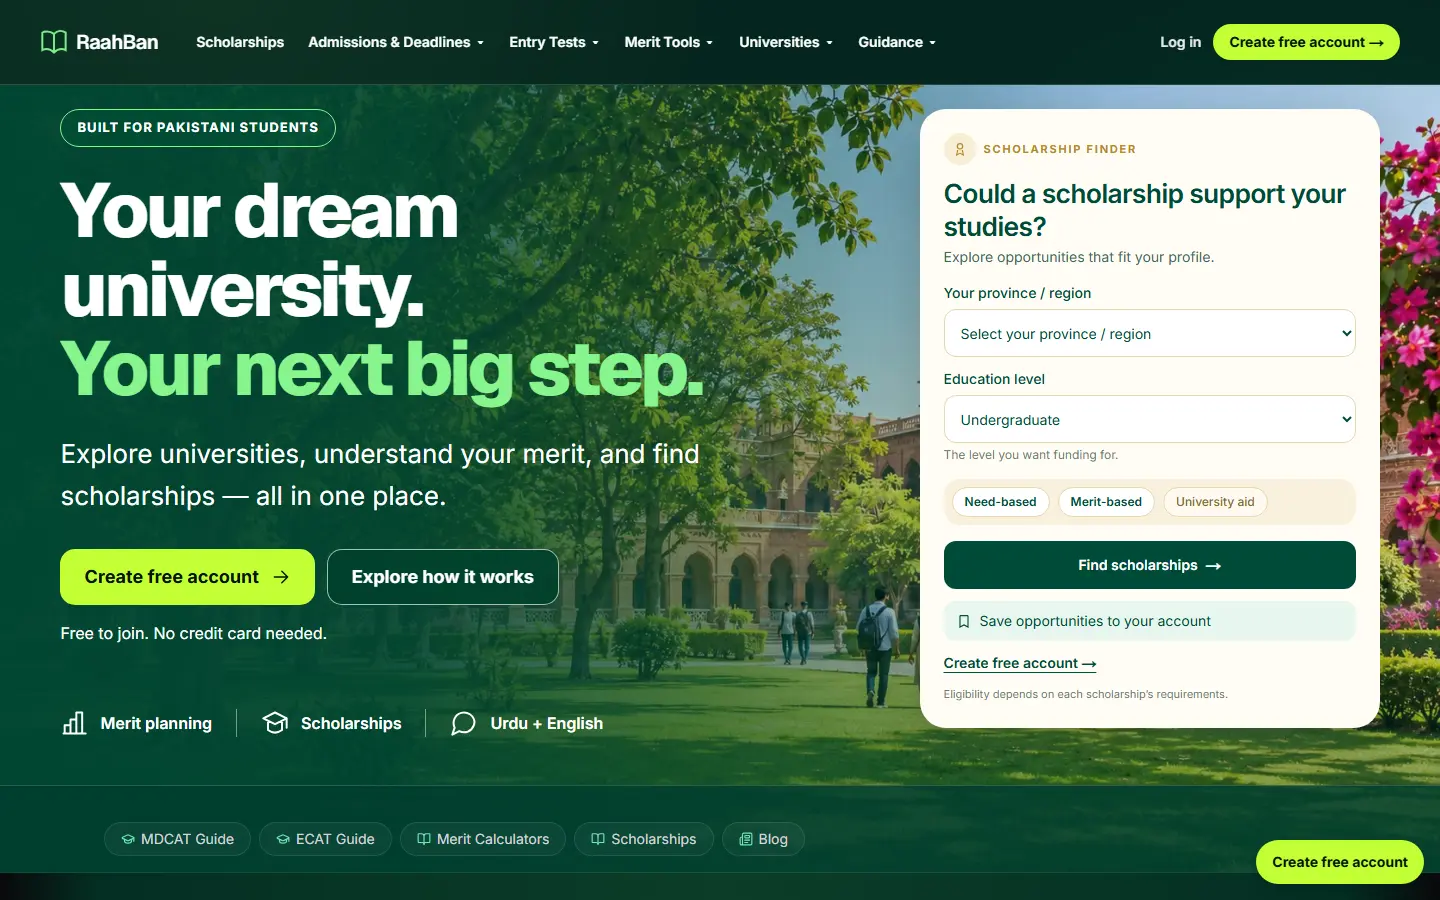 RaahBan
Scholarships
Admissions & Deadlines
Entry Tests
Merit Tools
Universities
Guidance
Log in
Create free account →
BUILT FOR PAKISTANI STUDENTS
Your dream
university.
Your next big step.
Explore universities, understand your merit, and find
scholarships — all in one place.
Create free account →
Explore how it works
Free to join. No credit card needed.
Merit planning
Scholarships
Urdu + English
SCHOLARSHIP FINDER
Could a scholarship support your
studies?
Explore opportunities that fit your profile.
Your province / region
Select your province / region
Education level
Undergraduate
The level you want funding for.
Need-based
Merit-based
University aid
Find scholarships →
Save opportunities to your account
Create free account →
Eligibility depends on each scholarship's requirements.
MDCAT Guide
ECAT Guide
Merit Calculators
Scholarships
Blog
Create free account